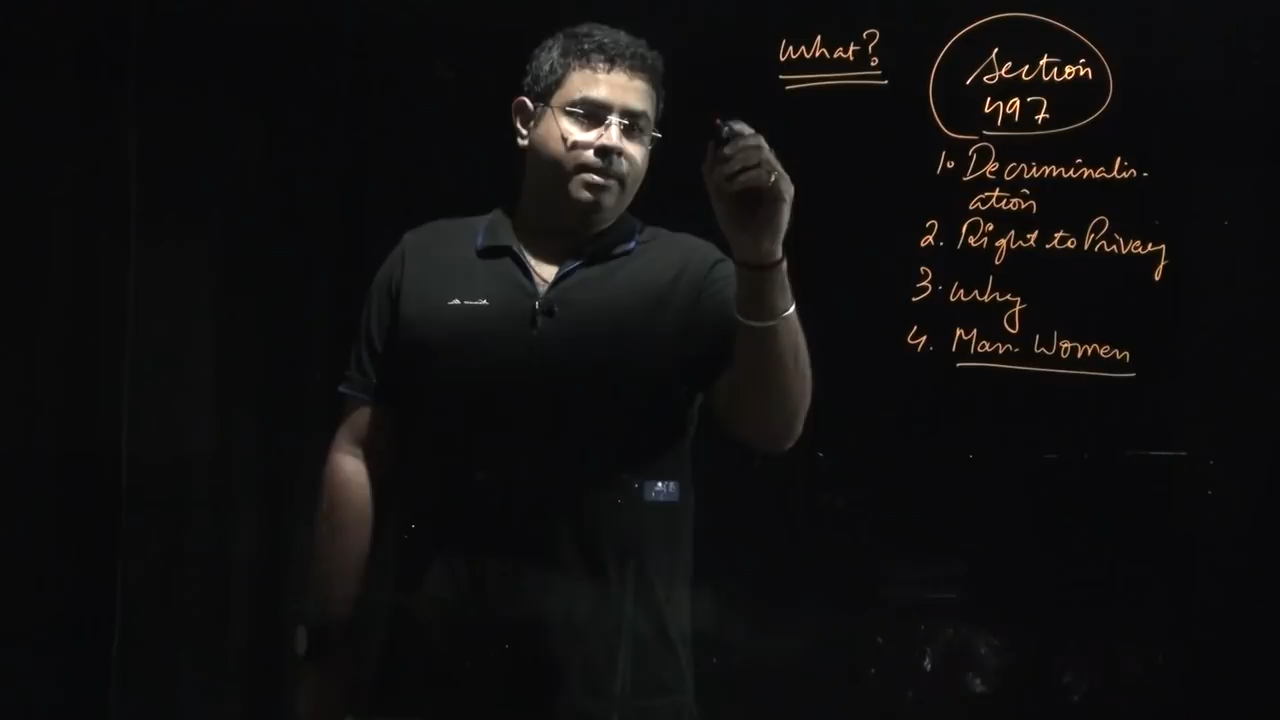 What?
Section
497
1. Decriminalis-
ation
2. Right to Privacy
3. Why
4. Man. Women